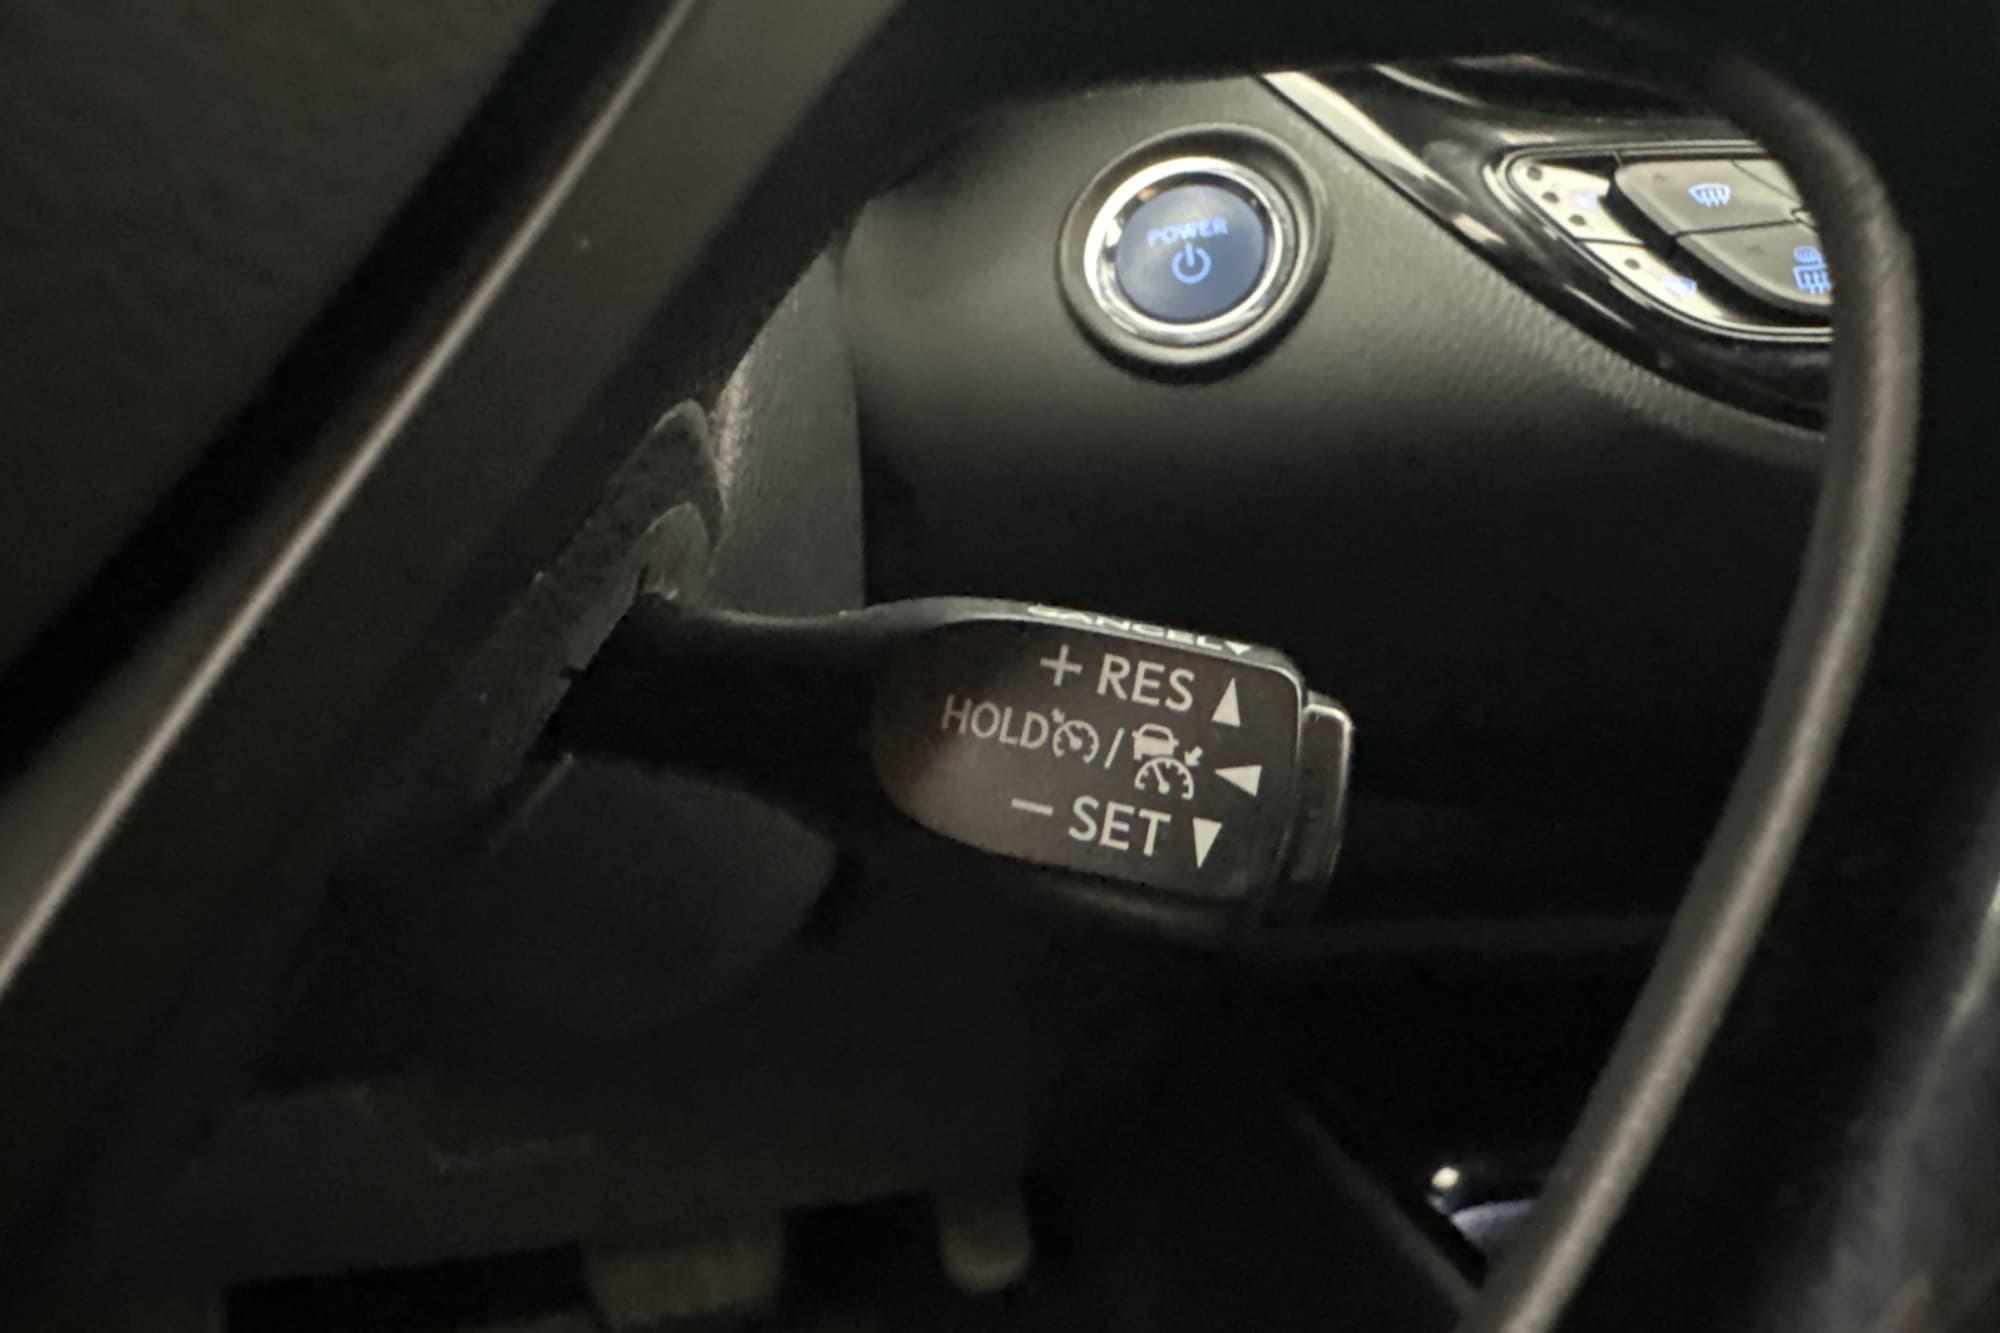 POWER
CANCEL▼
+ RES ▲
HOLD / ◀
− SET ▼